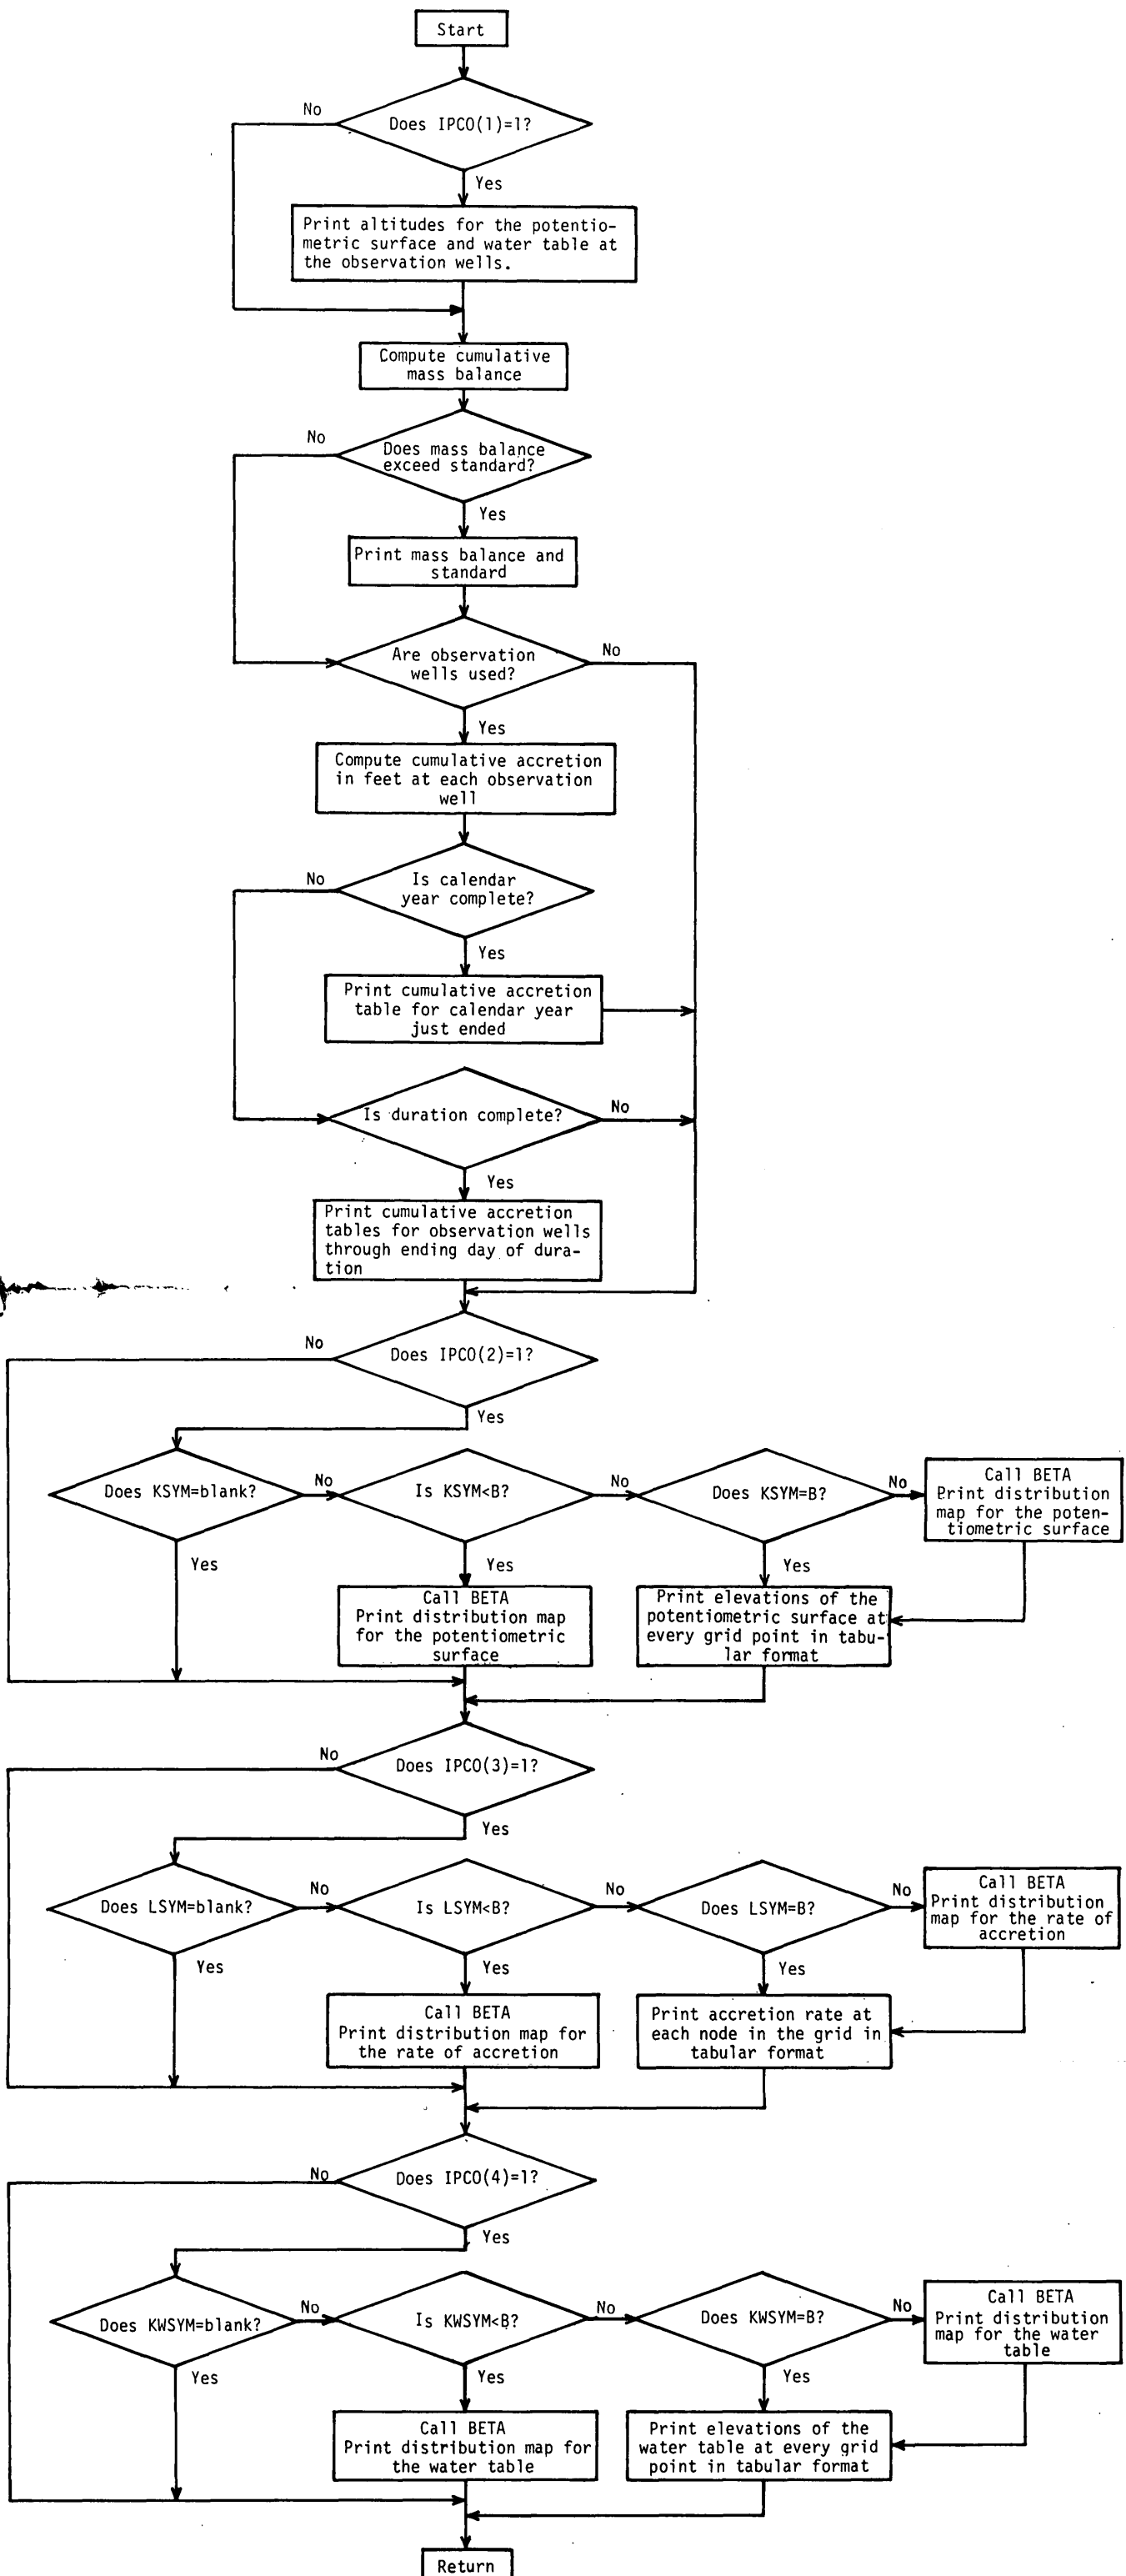 Start
No
Does IPCO(1)=1?
Yes
Print altitudes for the potentio-
metric surface and water table at
the observation wells.
Compute cumulative
mass balance
No
Does mass balance
exceed standard?
Yes
Print mass balance and
standard
Are observation
wells used?
No
Yes
Compute cumulative accretion
in feet at each observation
well
No
Is calendar
year complete?
Yes
Print cumulative accretion
table for calendar year
just ended
Is duration complete?
No
Yes
Print cumulative accretion
tables for observation wells
through ending day of dura-
tion
No
Does IPCO(2)=1?
Yes
Does KSYM=blank?
No
Is KSYM<B?
No
Does KSYM=B?
No
Call BETA
Print distribution
map for the poten-
tiometric surface
Yes
Yes
Yes
Call BETA
Print distribution map
for the potentiometric
surface
Print elevations of the
potentiometric surface at
every grid point in tabu-
lar format
No
Does IPCO(3)=1?
Yes
Does LSYM=blank?
No
Is LSYM<B?
No
Does LSYM=B?
No
Call BETA
Print distribution
map for the rate of
accretion
Yes
Yes
Yes
Call BETA
Print distribution map for
the rate of accretion
Print accretion rate at
each node in the grid in
tabular format
No
Does IPCO(4)=1?
Yes
Does KWSYM=blank?
No
Is KWSYM<B?
No
Does KWSYM=B?
No
Call BETA
Print distribution
map for the water
table
Yes
Yes
Yes
Call BETA
Print distribution map for
the water table
Print elevations of the
water table at every grid
point in tabular format
Return